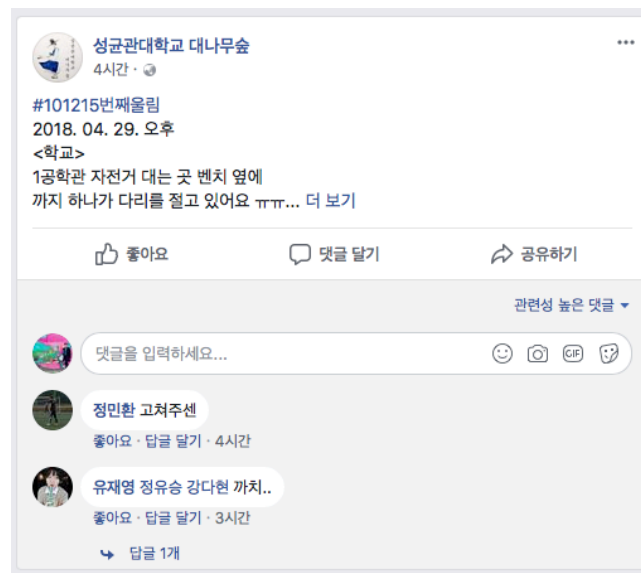 성균관대학교 대나무숲
4시간 ·
#101215번째울림
2018. 04. 29. 오후
<학교>
1공학관 자전거 대는 곳 벤치 옆에
까지 하나가 다리를 절고 있어요 ㅠㅠ... 더 보기
좋아요 댓글 달기 공유하기
관련성 높은 댓글
댓글을 입력하세요... GIF
정민환 고쳐주센
좋아요 · 답글 달기 · 4시간
유재영 정유승 강다현 까치..
좋아요 · 답글 달기 · 3시간
답글 1개